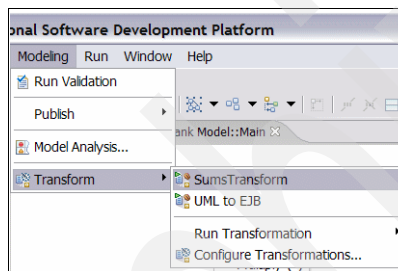 onal Software Development Platform
Modeling Run Window Help
Run Validation
Publish
ank Model::Main
Model Analysis...
Transform
SumsTransform
UML to EJB
Run Transformation
Configure Transformations...